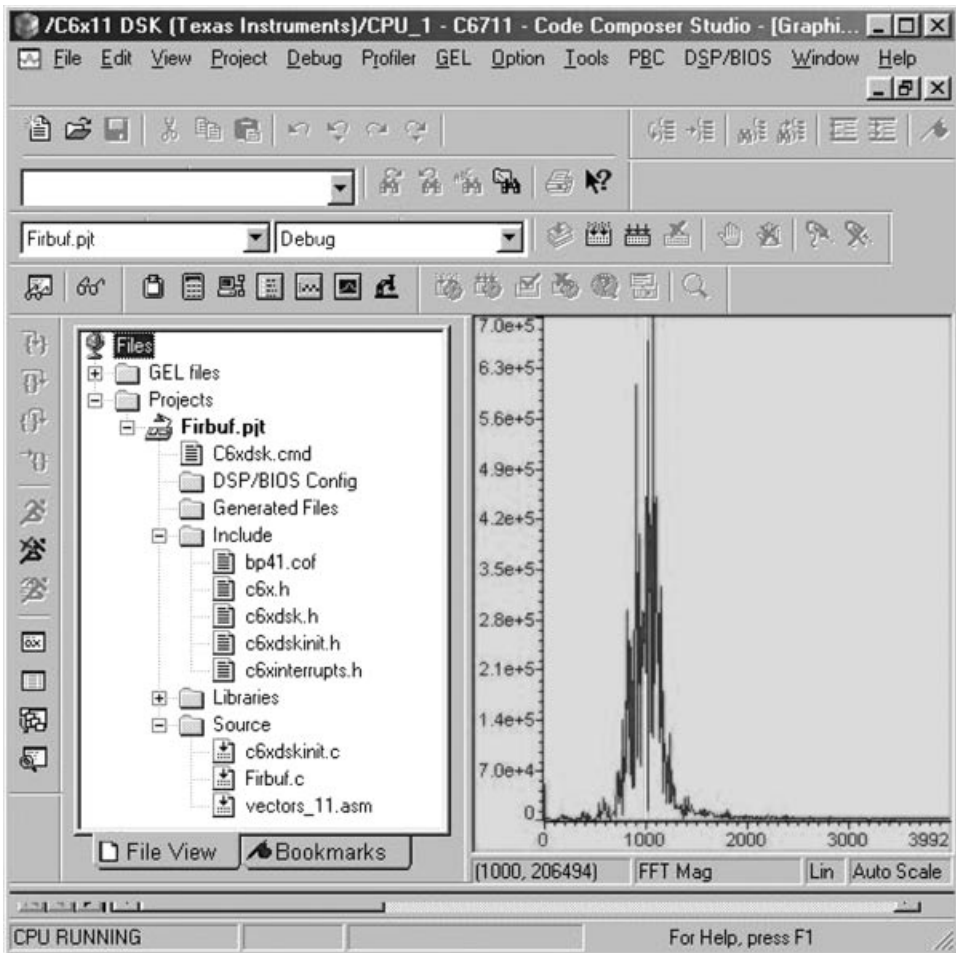 /C6x11 DSK (Texas Instruments)/CPU_1 - C6711 - Code Composer Studio - [Graphi...
File Edit View Project Debug Profiler GEL Option Tools PBC DSP/BIOS Window Help
Firbuf.pjt Debug
Files
GEL files
Projects
Firbuf.pjt
C6xdsk.cmd
DSP/BIOS Config
Generated Files
Include
bp41.cof
c6x.h
c6xdsk.h
c6xdskinit.h
c6xinterrupts.h
Libraries
Source
c6xdskinit.c
Firbuf.c
vectors_11.asm
File View Bookmarks
7.0e+5
6.3e+5
5.6e+5
4.9e+5
4.2e+5
3.5e+5
2.8e+5
2.1e+5
1.4e+5
7.0e+4
0
0 1000 2000 3000 3992
(1000, 206494) FFT Mag Lin Auto Scale
CPU RUNNING For Help, press F1